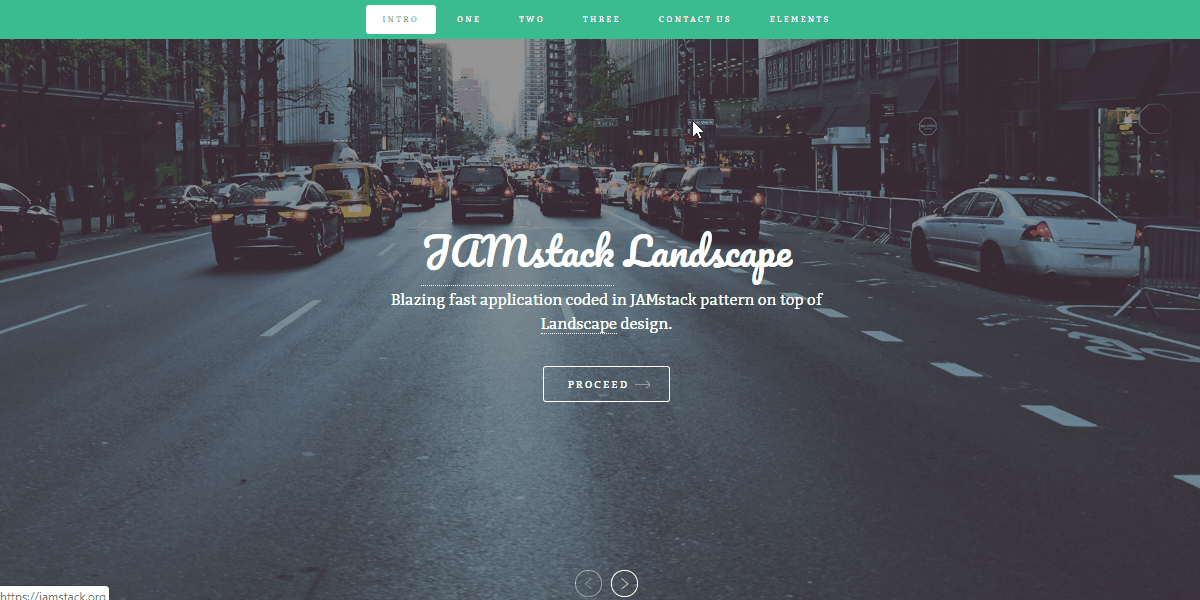 INTRO
ONE
TWO
THREE
CONTACT US
ELEMENTS
JAMstack Landscape
Blazing fast application coded in JAMstack pattern on top of
Landscape design.
PROCEED
https://jamstack.org